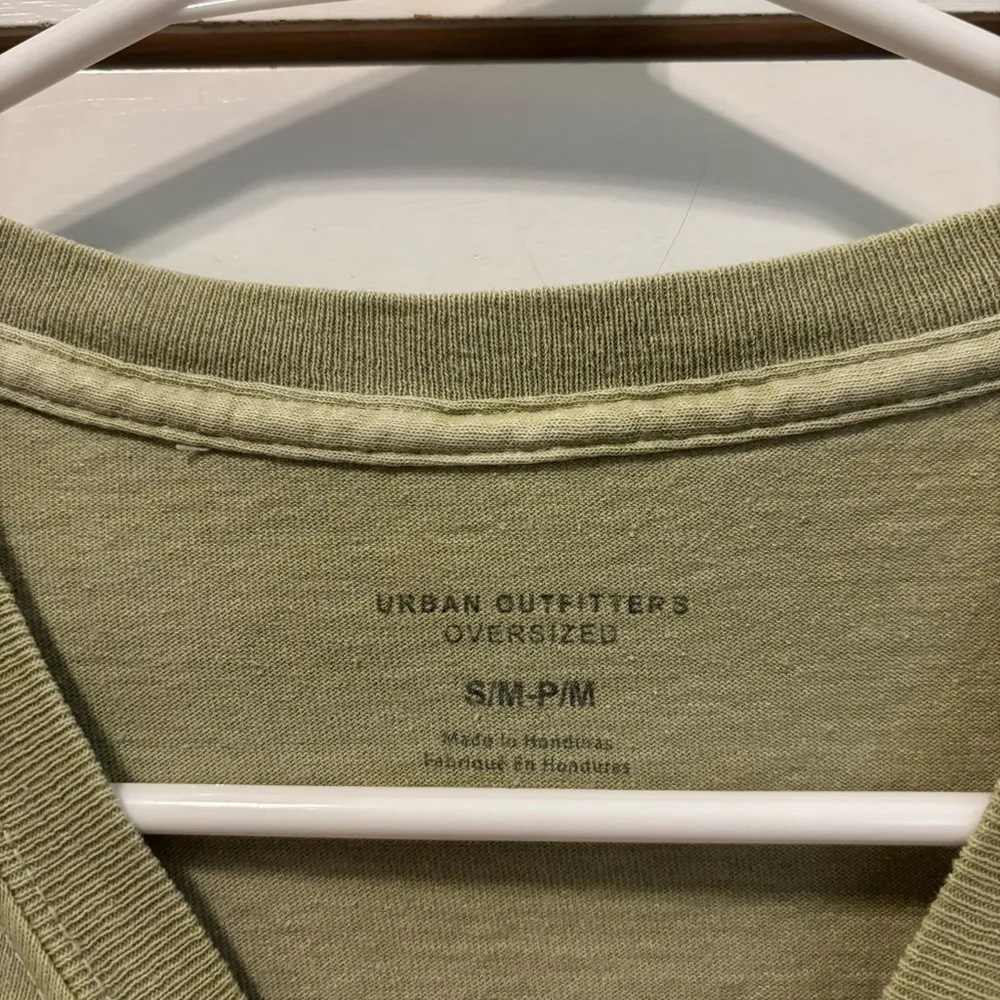 URBAN OUTFITTERS
OVERSIZED
S/M-P/M
Made In Honduras
Fabriqué En Honduras